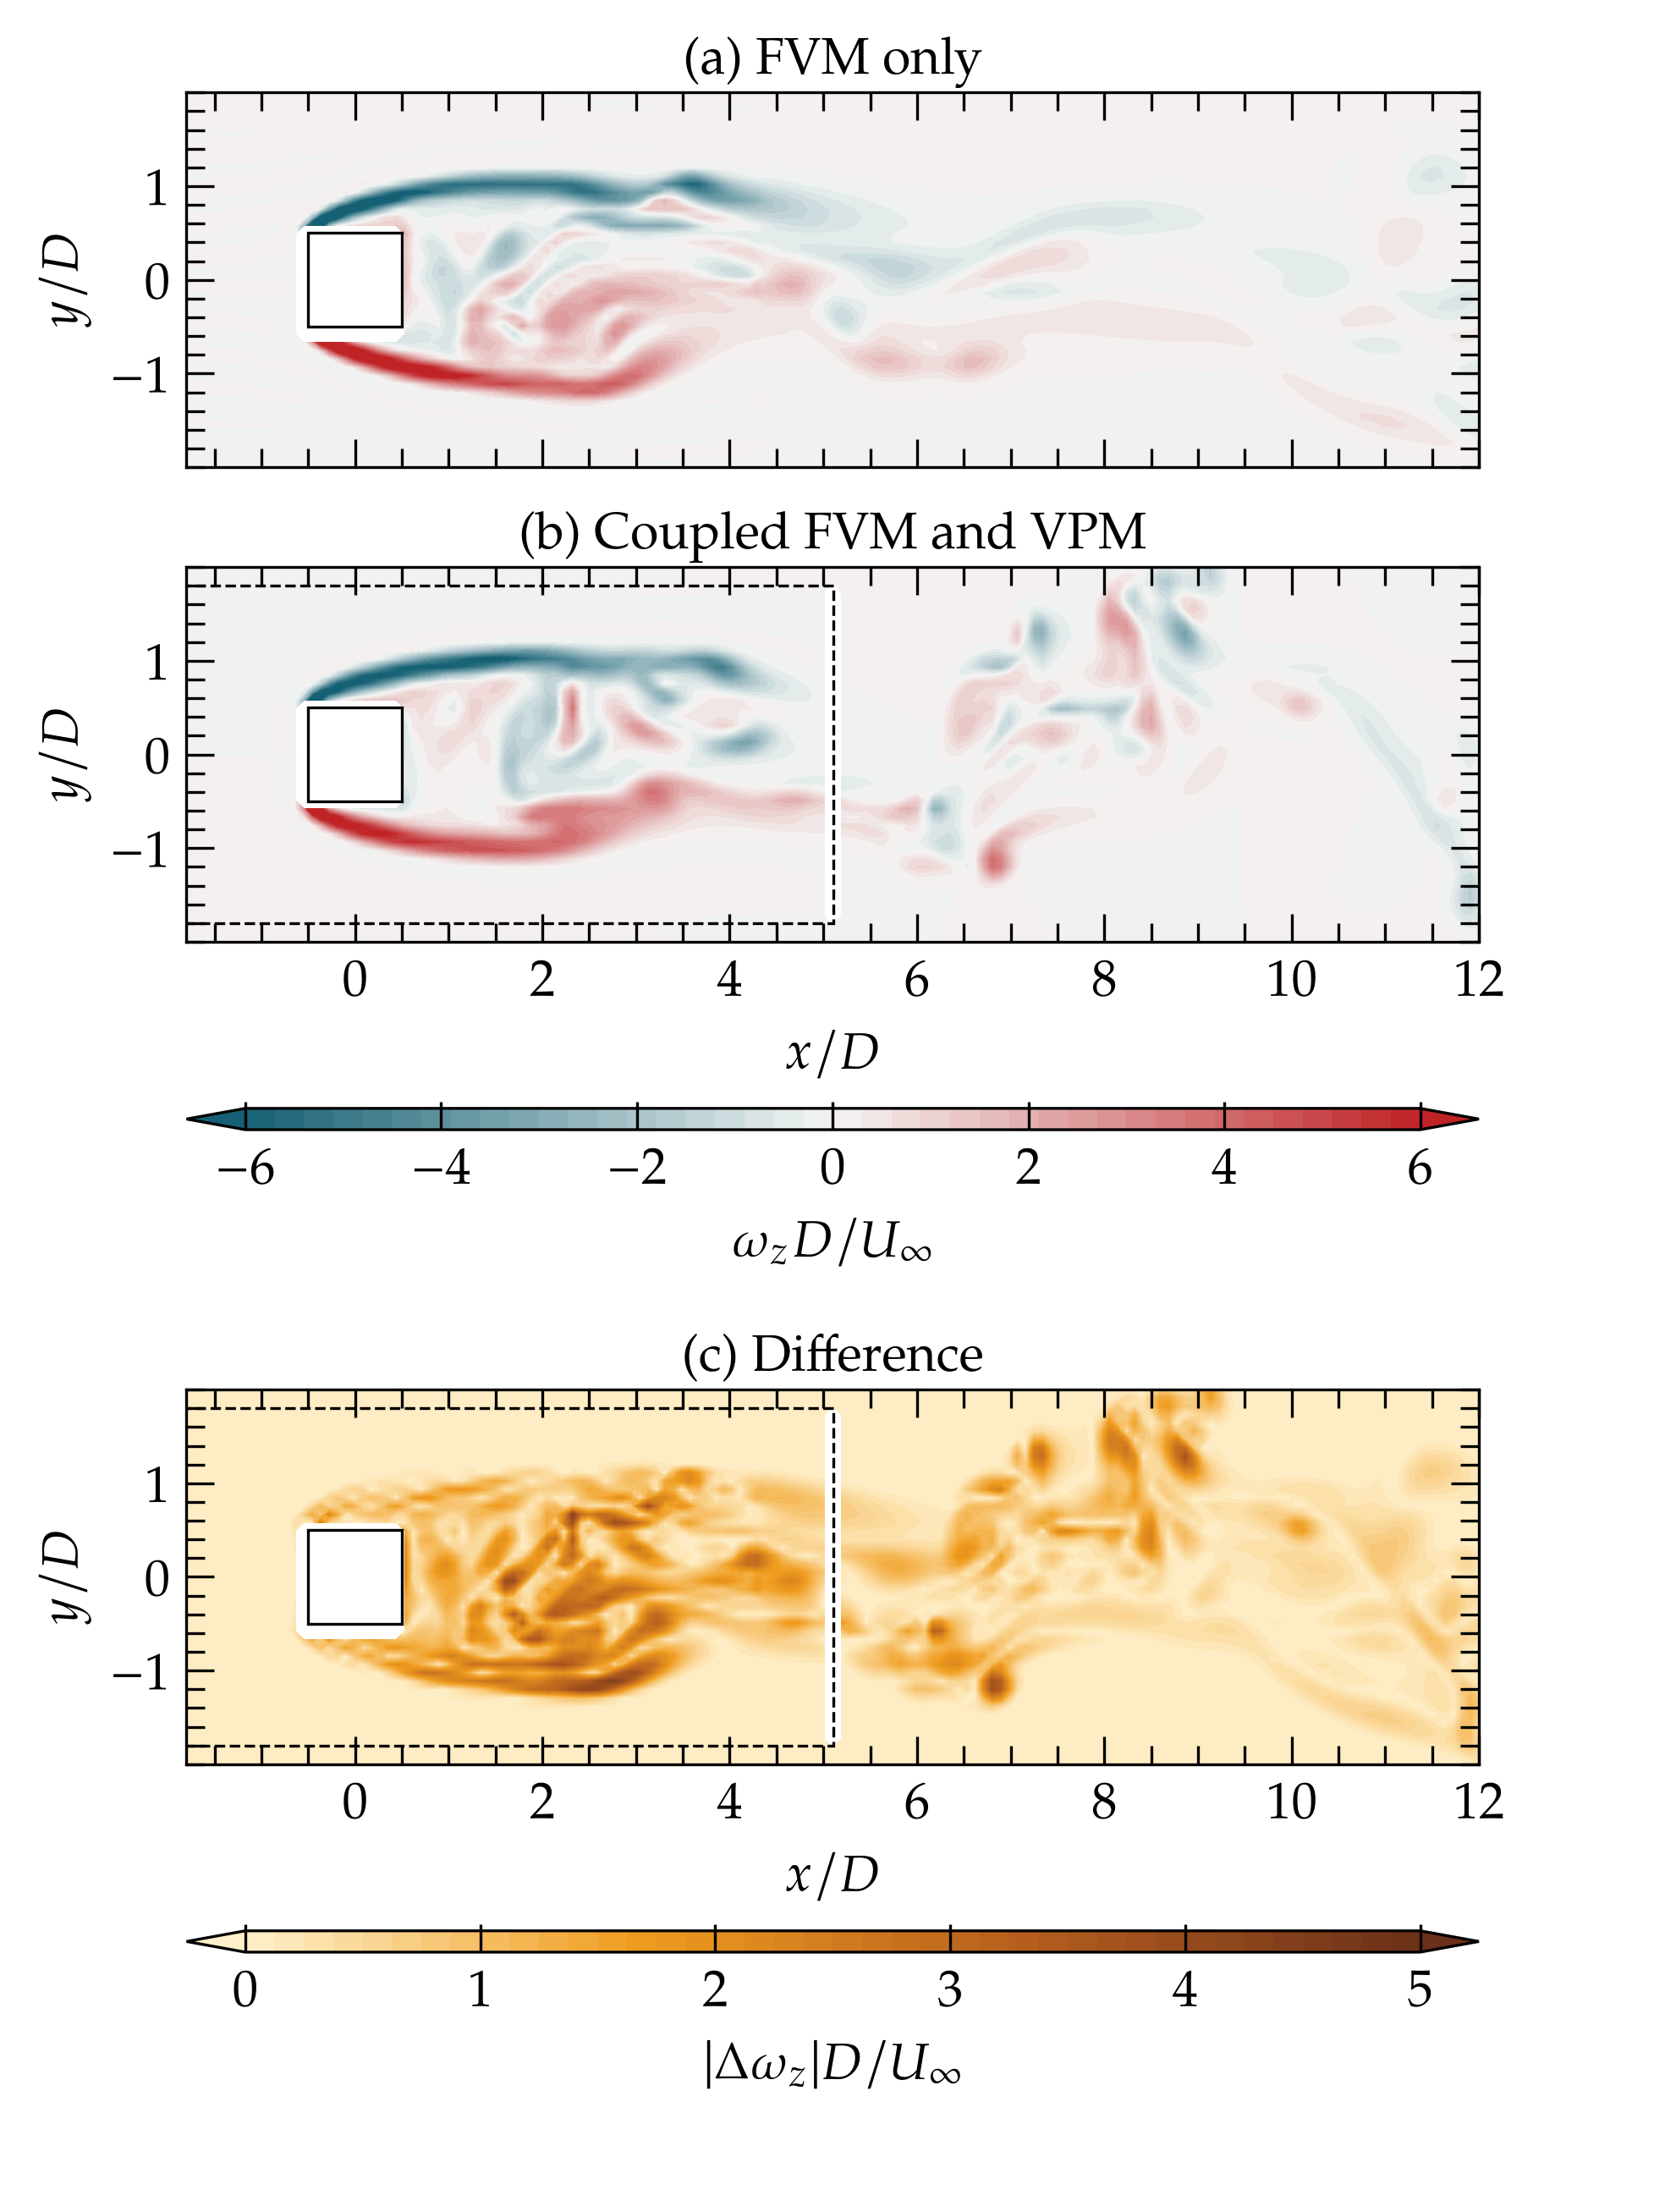 (a) FVM only
1
0
−1
y/D
(b) Coupled FVM and VPM
1
0
−1
y/D
0 2 4 6 8 10 12
x/D
−6 −4 −2 0 2 4 6
ω_z D/U_∞
(c) Difference
1
0
−1
y/D
0 2 4 6 8 10 12
x/D
0 1 2 3 4 5
|Δω_z|D/U_∞